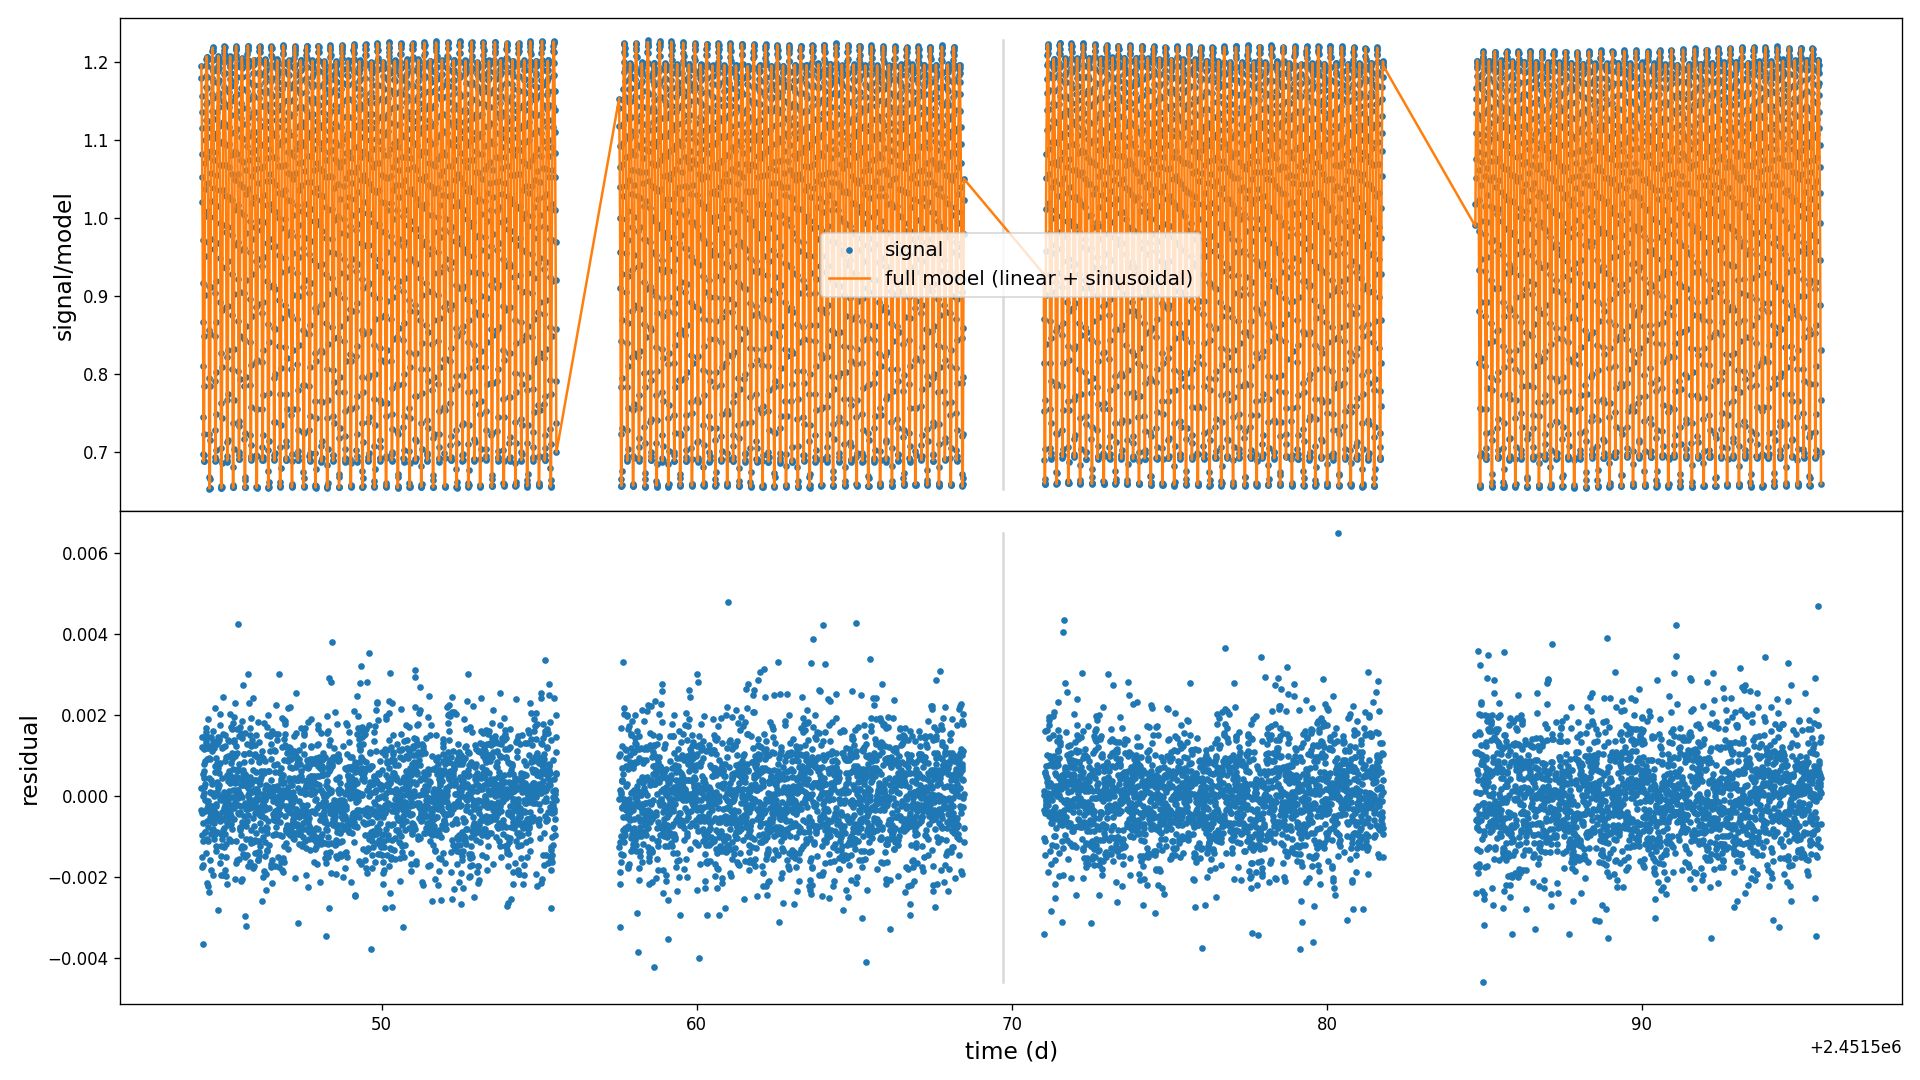 1.2
1.1
1.0
0.9
0.8
0.7
signal/model
signal
full model (linear + sinusoidal)
0.006
0.004
0.002
0.000
−0.002
−0.004
residual
50
60
70
80
90
time (d)
+2.4515e6